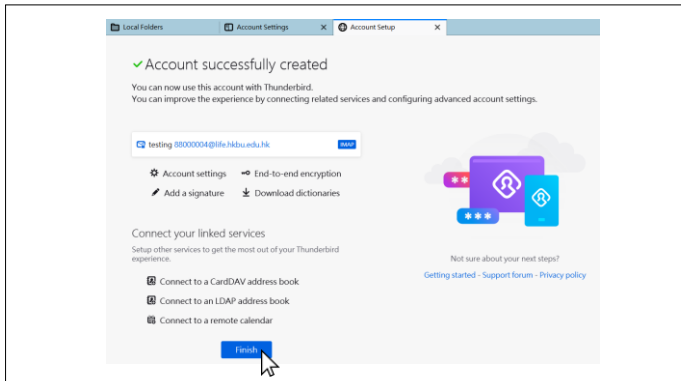 Local Folders
Account Settings
Account Setup
Account successfully created
You can now use this account with Thunderbird.
You can improve the experience by connecting related services and configuring advanced account settings.
testing 88000004@life.hkbu.edu.hk IMAP
Account settings End-to-end encryption
Add a signature Download dictionaries
Connect your linked services
Setup other services to get the most out of your Thunderbird
experience.
Connect to a CardDAV address book
Connect to an LDAP address book
Connect to a remote calendar
Finish
**
***
Not sure about your next steps?
Getting started - Support forum - Privacy policy